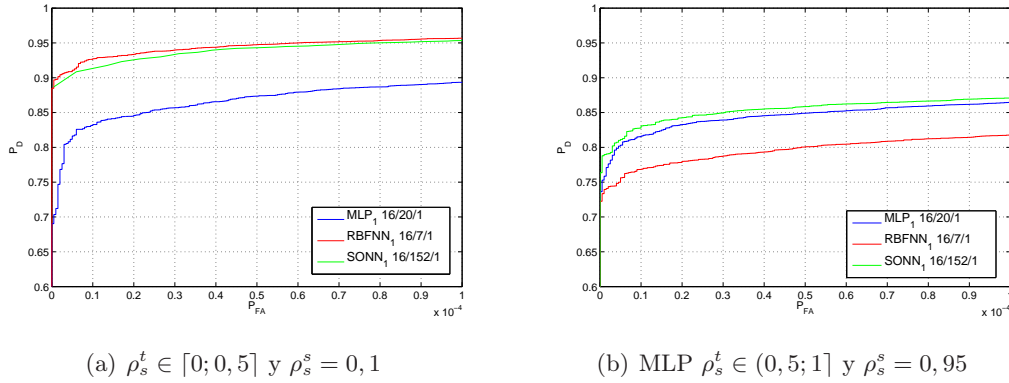 1
0.95
0.9
0.85
0.8
0.75
0.7
0.65
0.6
P_D
0 0.1 0.2 0.3 0.4 0.5 0.6 0.7 0.8 0.9 1
P_FA
x 10^-4
MLP_1 16/20/1
RBFNN_1 16/7/1
SONN_1 16/152/1
1
0.95
0.9
0.85
0.8
0.75
0.7
0.65
0.6
P_D
0 0.1 0.2 0.3 0.4 0.5 0.6 0.7 0.8 0.9 1
P_FA
x 10^-4
MLP_1 16/20/1
RBFNN_1 16/7/1
SONN_1 16/152/1
(a) ρ_s^t ∈ ⌈0; 0,5⌉ y ρ_s^s = 0,1
(b) MLP ρ_s^t ∈ (0,5; 1⌉ y ρ_s^s = 0,95